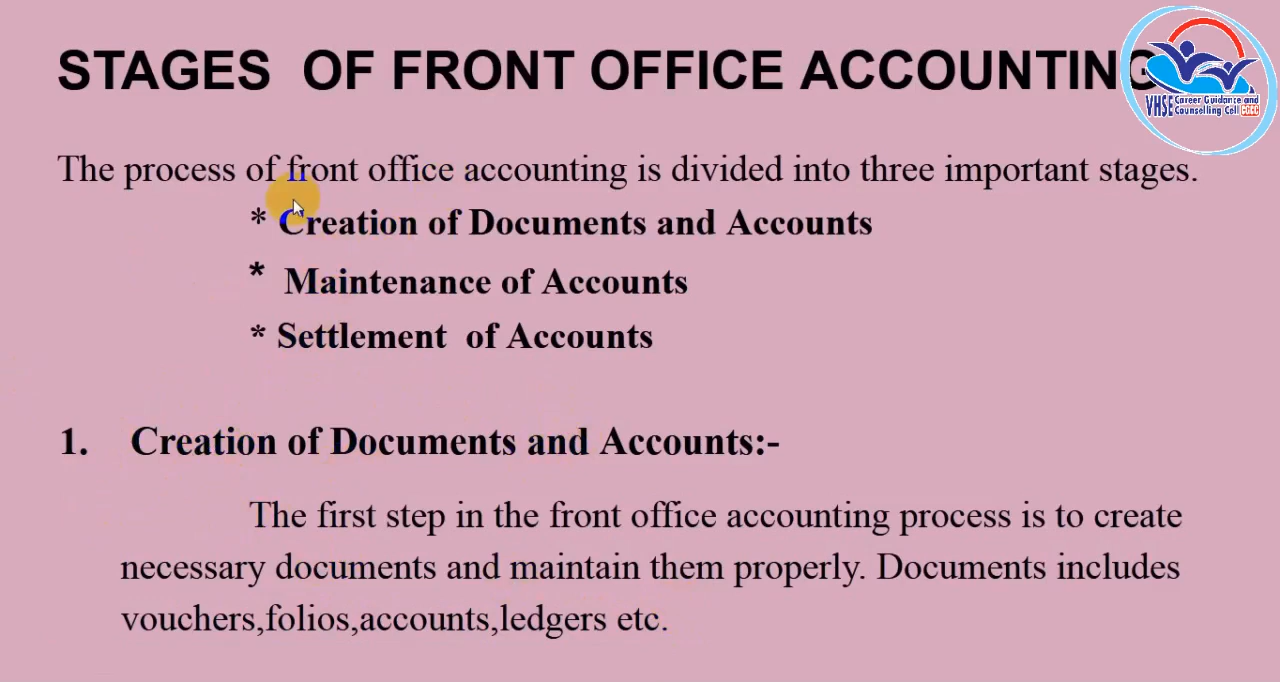 STAGES OF FRONT OFFICE ACCOUNTING
VHSE Career Guidance and
Counselling Cell CGCC
The process of front office accounting is divided into three important stages.
* Creation of Documents and Accounts
* Maintenance of Accounts
* Settlement of Accounts
1. Creation of Documents and Accounts:-
The first step in the front office accounting process is to create
necessary documents and maintain them properly. Documents includes
vouchers,folios,accounts,ledgers etc.